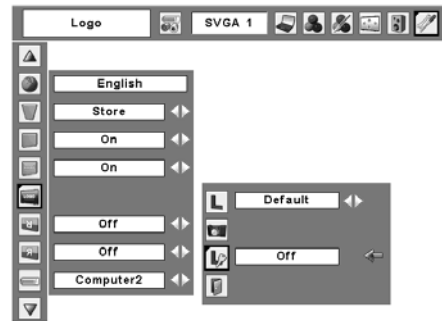 Logo
SVGA 1
English
Store
On
On
Off
Off
Computer2
Default
Off